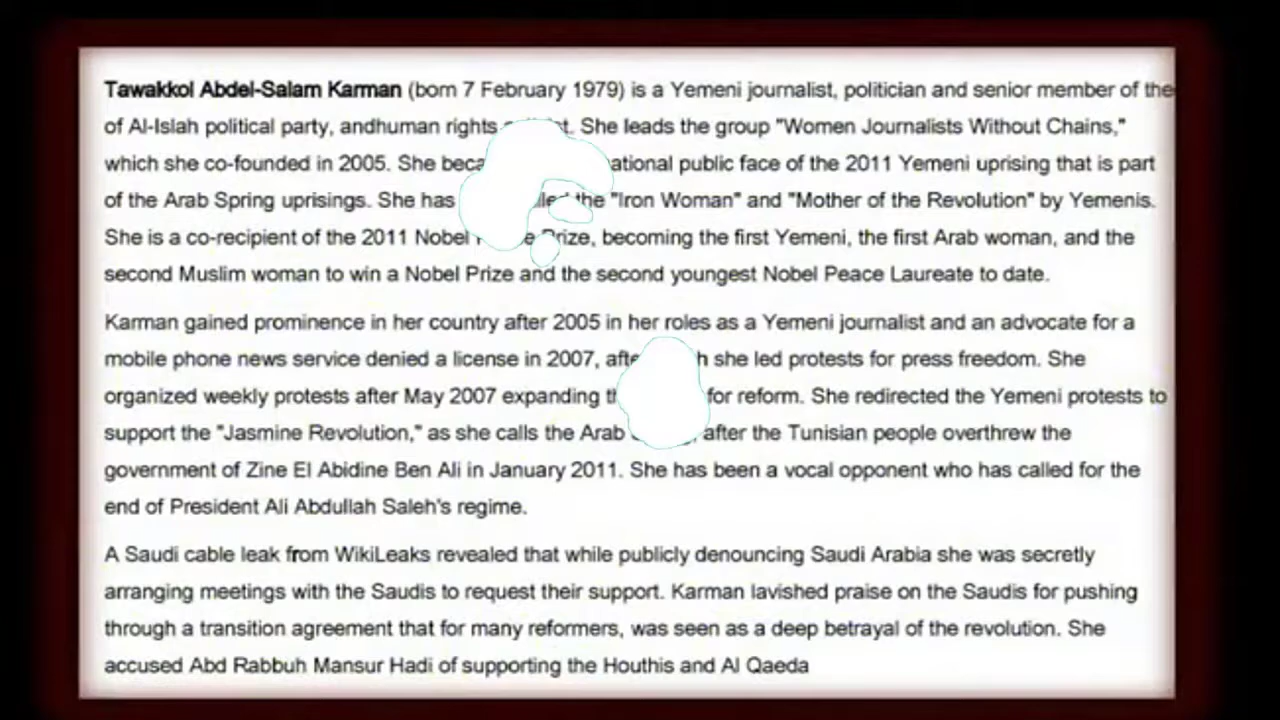 Tawakkol Abdel-Salam Karman (born 7 February 1979) is a Yemeni journalist, politician and senior member of the
of Al-Islah political party, andhuman rights She leads the group "Women Journalists Without Chains,"
which she co-founded in 2005. She public face of the 2011 Yemeni uprising that is part
of the Arab Spring uprisings. She has the "Iron Woman" and "Mother of the Revolution" by Yemenis.
She is a co-recipient of the 2011 Nobel Prize, becoming the first Yemeni, the first Arab woman, and the
second Muslim woman to win a Nobel Prize and the second youngest Nobel Peace Laureate to date.
Karman gained prominence in her country after 2005 in her roles as a Yemeni journalist and an advocate for a
mobile phone news service denied a license in 2007, she led protests for press freedom. She
organized weekly protests after May 2007 expanding for reform. She redirected the Yemeni protests to
support the "Jasmine Revolution," as she calls the Arab after the Tunisian people overthrew the
government of Zine El Abidine Ben Ali in January 2011. She has been a vocal opponent who has called for the
end of President Ali Abdullah Saleh's regime.
A Saudi cable leak from WikiLeaks revealed that while publicly denouncing Saudi Arabia she was secretly
arranging meetings with the Saudis to request their support. Karman lavished praise on the Saudis for pushing
through a transition agreement that for many reformers, was seen as a deep betrayal of the revolution. She
accused Abd Rabbuh Mansur Hadi of supporting the Houthis and Al Qaeda